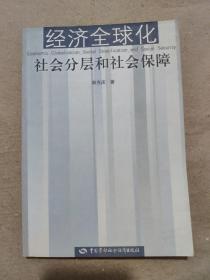 经济全球化
Economic Globalization Social Stratification and Social Security
社会分层和社会保障
著
中国劳动社会保障出版社